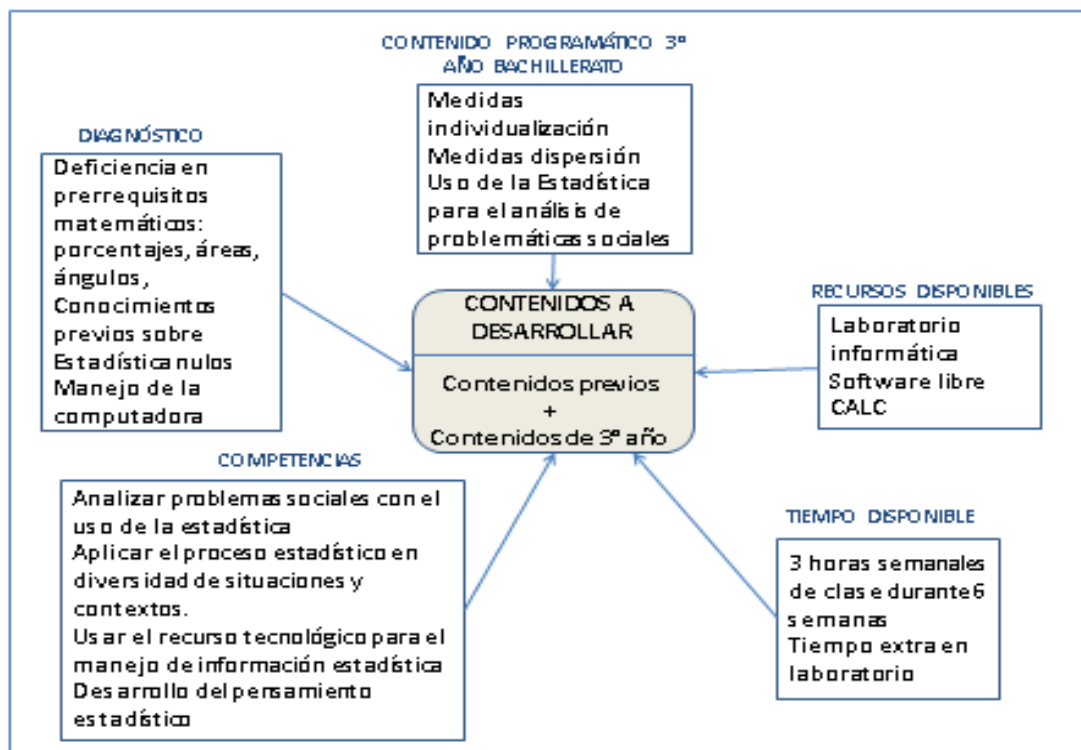 CONTENIDO PROGRAMÁTICO 3º
AÑO BACHILLERATO
Medidas
individualización
Medidas dispersión
Uso de la Estadística
para el análisis de
problemáticas sociales
DIAGNÓSTICO
Deficiencia en
prerrequisitos
matemáticos:
porcentajes, áreas,
ángulos,
Conocimientos
previos sobre
Estadística nulos
Manejo de la
computadora
CONTENIDOS A
DESARROLLAR
Contenidos previos
+
Contenidos de 3º año
RECURSOS DISPONIBLES
Laboratorio
informática
Software libre
CALC
COMPETENCIAS
Analizar problemas sociales con el
uso de la estadística
Aplicar el proceso estadístico en
diversidad de situaciones y
contextos.
Usar el recurso tecnológico para el
manejo de información estadística
Desarrollo del pensamiento
estadístico
TIEMPO DISPONIBLE
3 horas semanales
de clase durante 6
semanas
Tiempo extra en
laboratorio